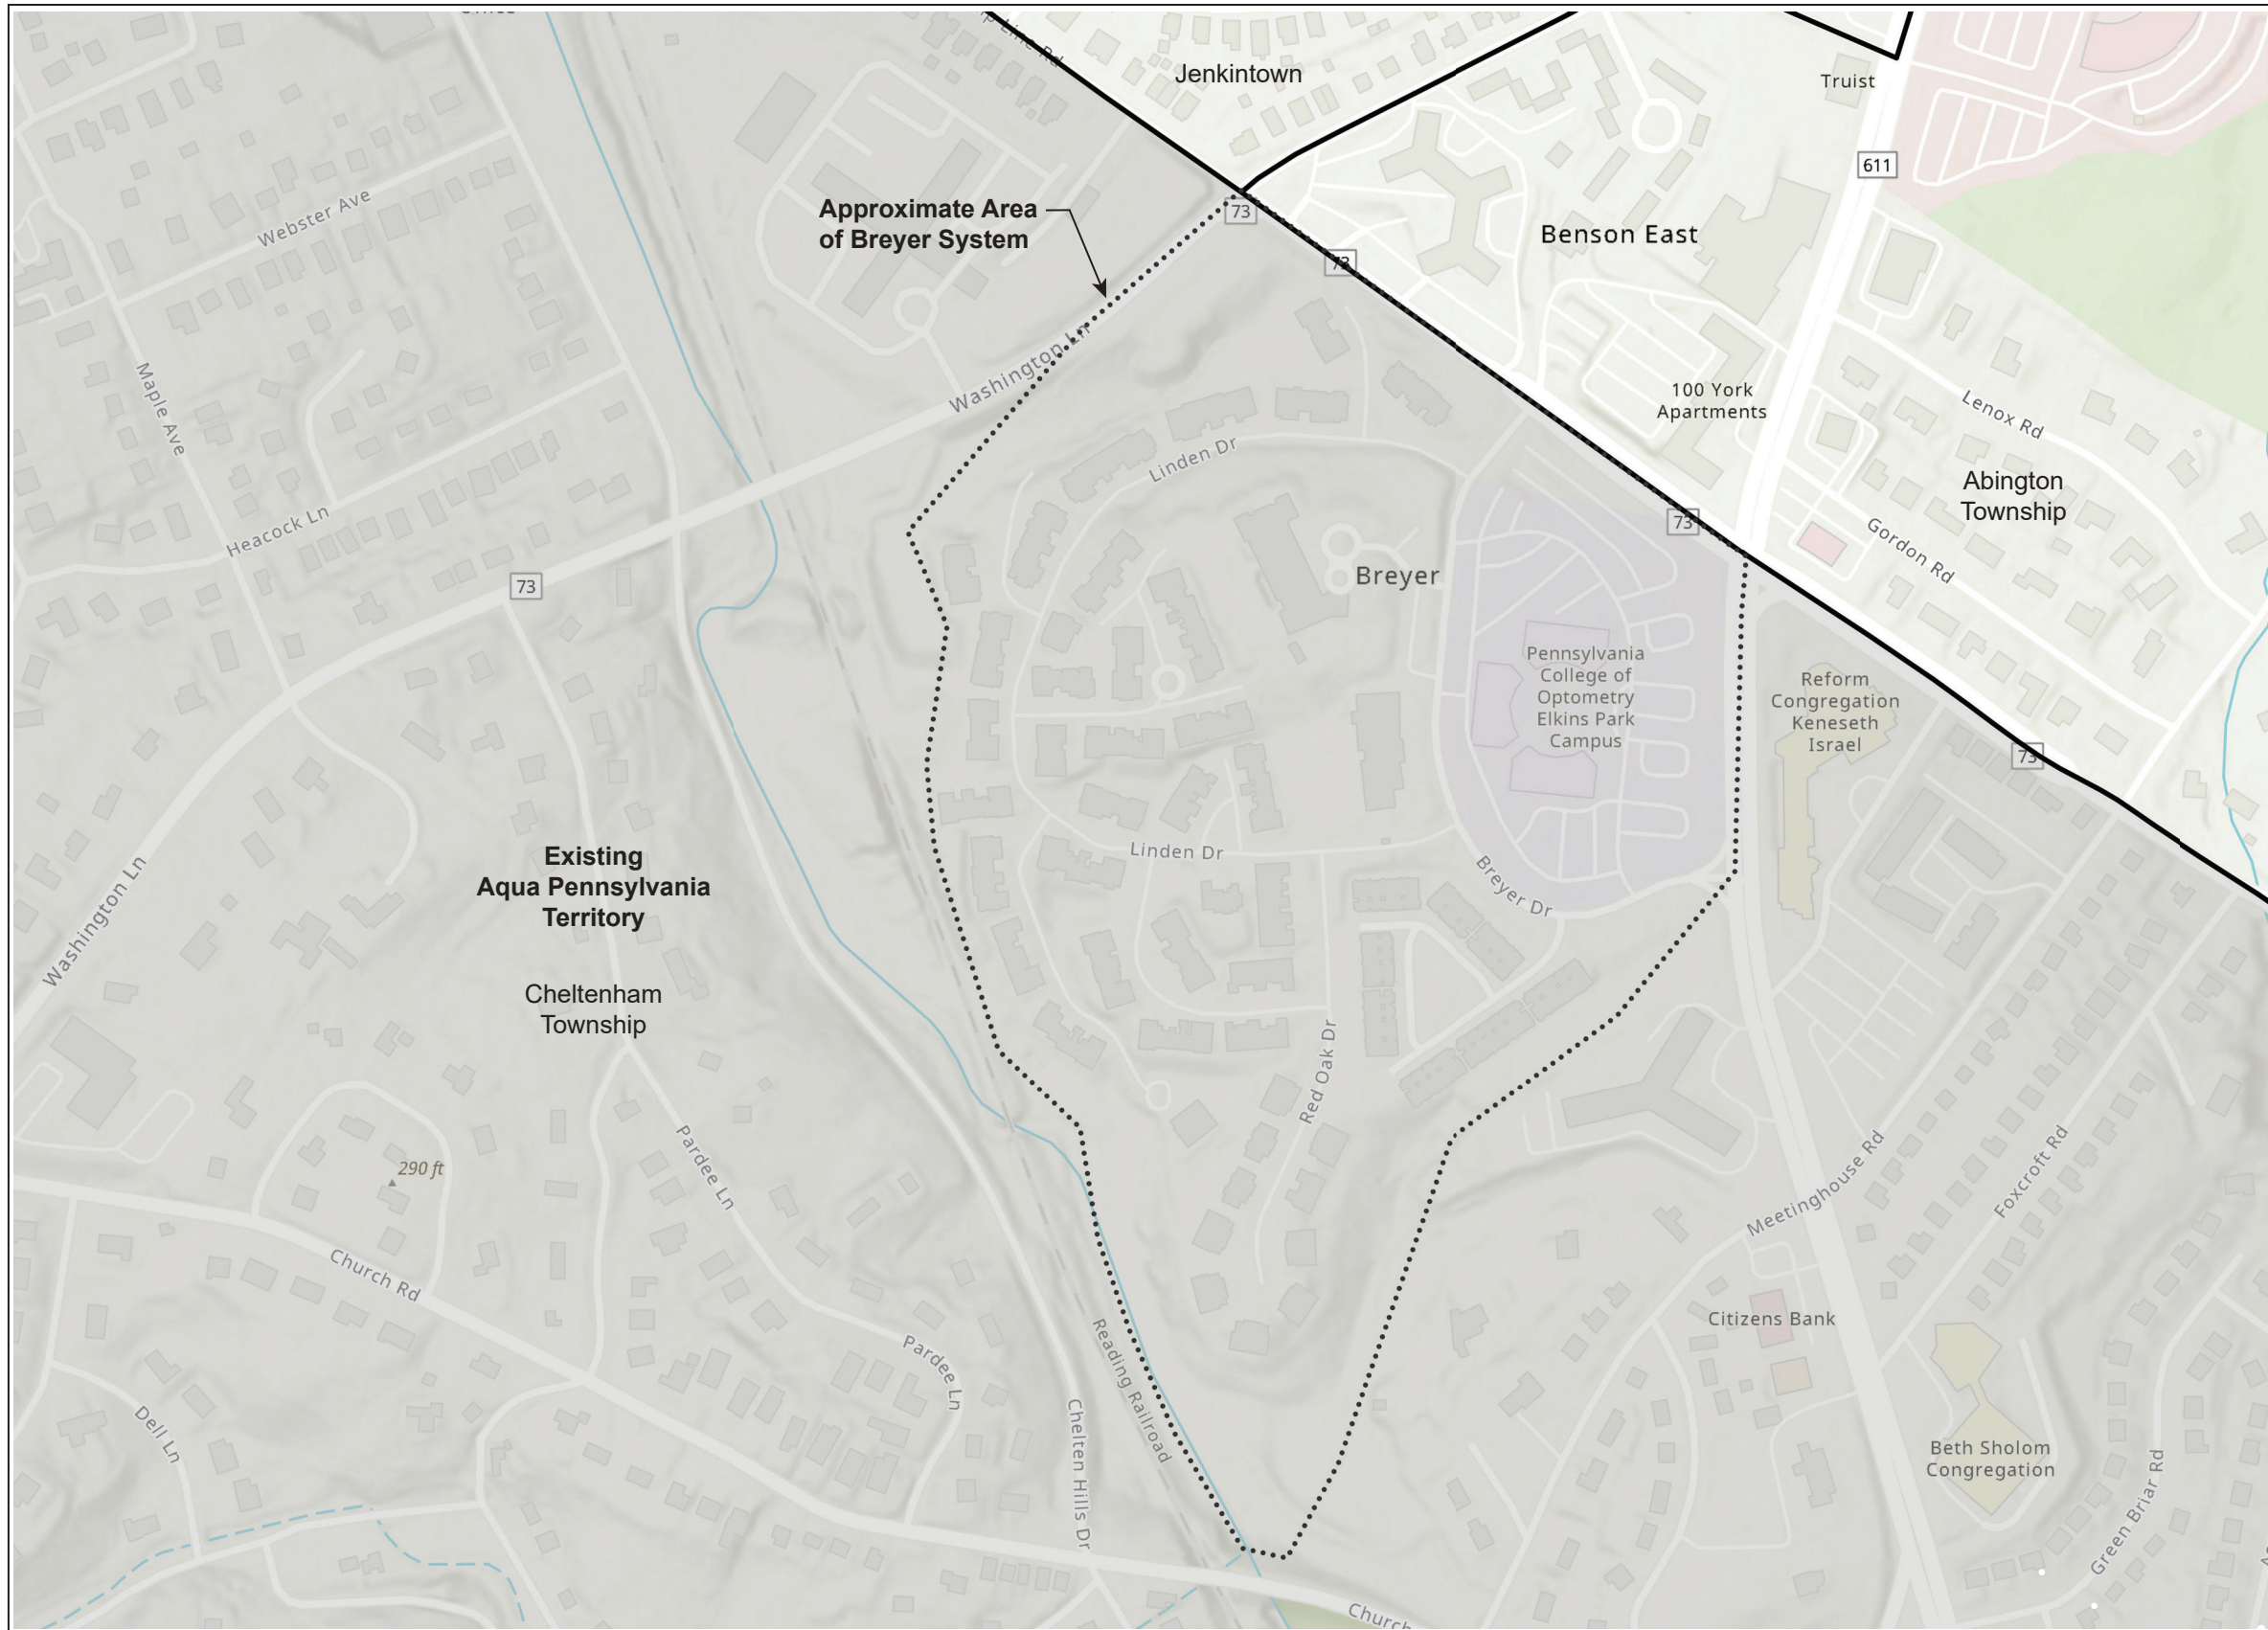 Jenkintown
Truist
611
Webster Ave
Approximate Area
of Breyer System
73
73
Benson East
Washington Ln
Maple Ave
100 York
Apartments
Lenox Rd
Linden Dr
Abington
Township
Heacock Ln
73
Gordon Rd
73
Breyer
Pennsylvania
College of
Optometry
Elkins Park
Campus
Reform
Congregation
Keneseth
Israel
73
Existing
Aqua Pennsylvania
Territory
Linden Dr
Breyer Dr
Washington Ln
Cheltenham
Township
Red Oak Dr
290 ft
Pardee Ln
Meetinghouse Rd
Foxcroft Rd
Church Rd
Citizens Bank
Pardee Ln
Reading Railroad
Dell Ln
Chelten Hills Dr
Beth Sholom
Congregation
Green Briar Rd
Church